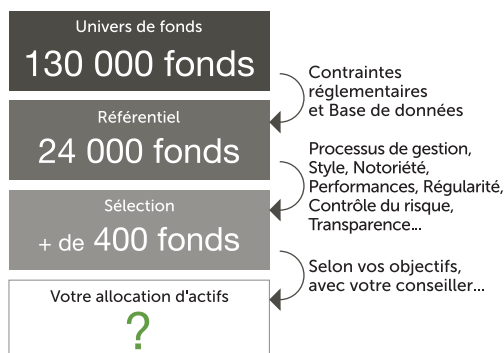 Univers de fonds
130 000 fonds
Contraintes
réglementaires
et Base de données
Référentiel
24 000 fonds
Processus de gestion,
Style, Notoriété,
Performances, Régularité,
Contrôle du risque,
Transparence...
Sélection
+ de 400 fonds
Selon vos objectifs,
avec votre conseiller...
Votre allocation d'actifs
?